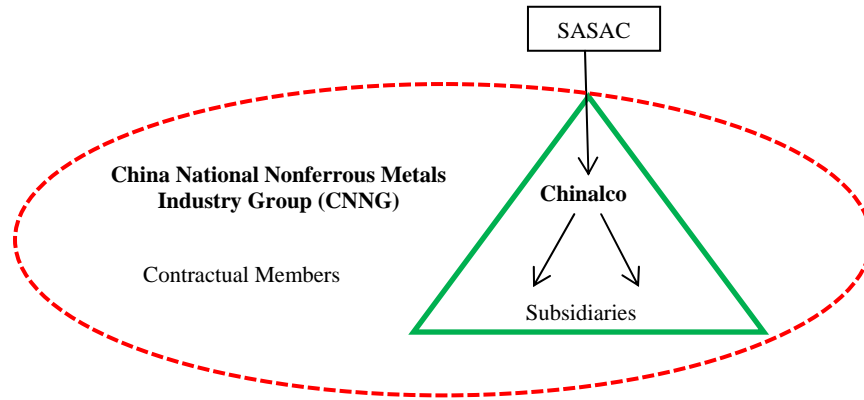 SASAC
China National Nonferrous Metals
Industry Group (CNNG)
Chinalco
Contractual Members
Subsidiaries